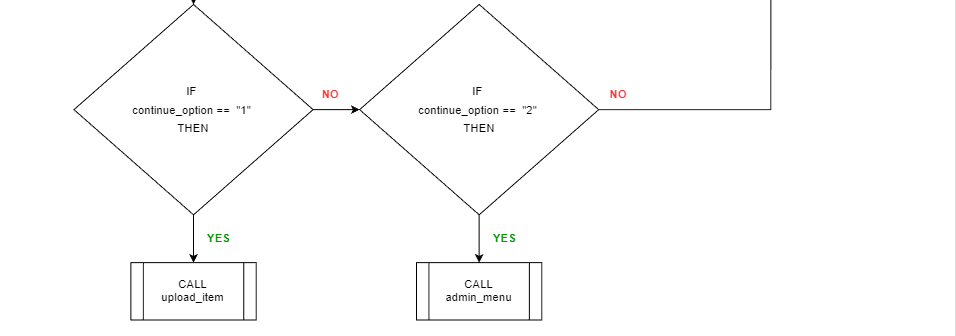 IF
continue_option == "1"
THEN
NO
IF
continue_option == "2"
THEN
NO
YES
YES
CALL
upload_item
CALL
admin_menu